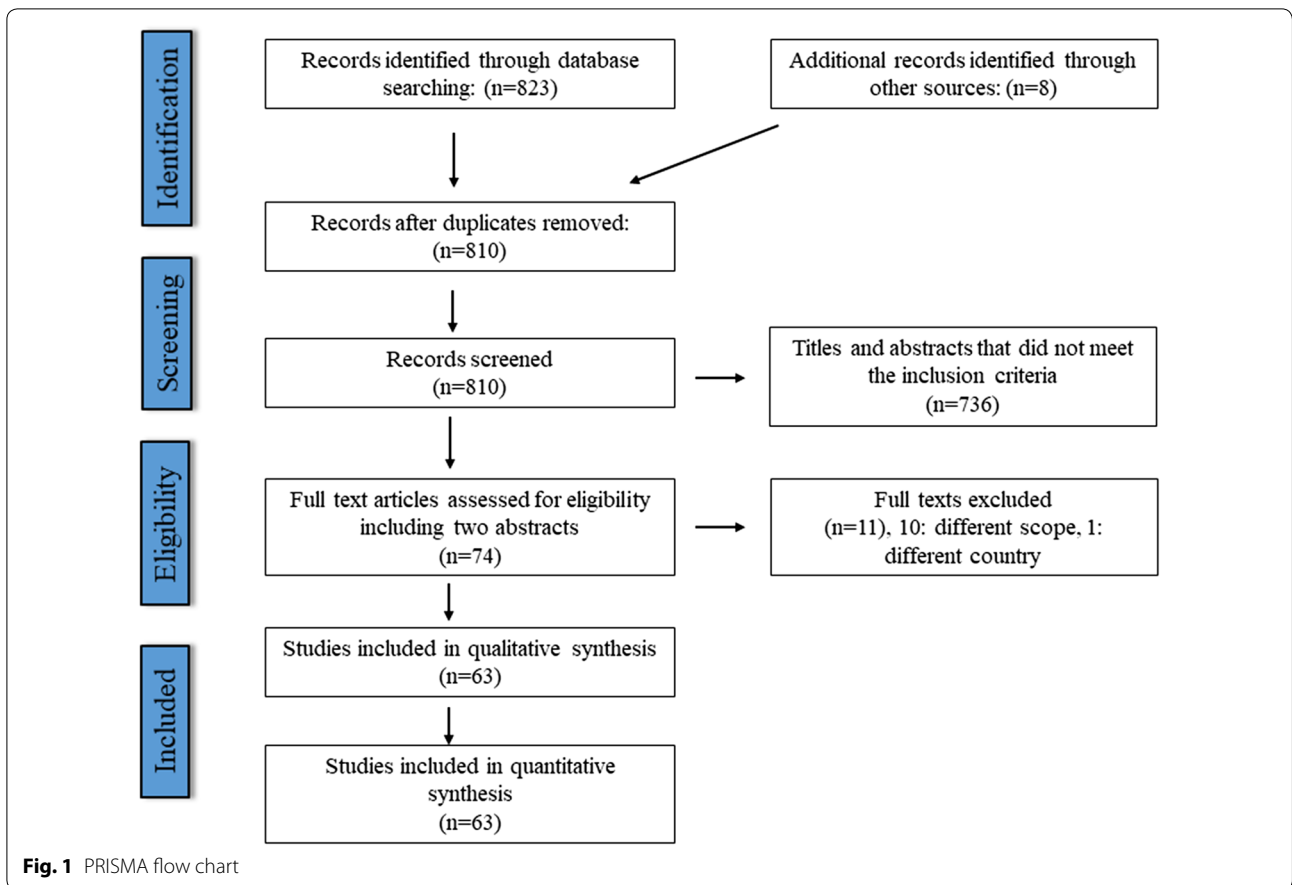 Identification
Records identified through database
searching: (n=823)
Additional records identified through
other sources: (n=8)
Records after duplicates removed:
(n=810)
Screening
Records screened
(n=810)
Titles and abstracts that did not meet
the inclusion criteria
(n=736)
Eligibility
Full text articles assessed for eligibility
including two abstracts
(n=74)
Full texts excluded
(n=11), 10: different scope, 1:
different country
Included
Studies included in qualitative synthesis
(n=63)
Studies included in quantitative
synthesis
(n=63)
Fig. 1 PRISMA flow chart